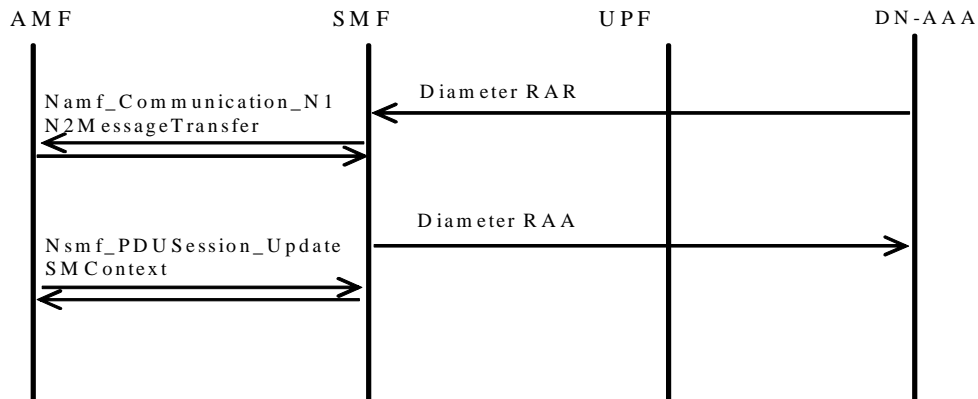 AMF
SMF
UPF
DN-AAA
Diameter RAR
Namf_Communication_N1
N2MessageTransfer
Diameter RAA
Nsmf_PDUSession_Update
SMContext